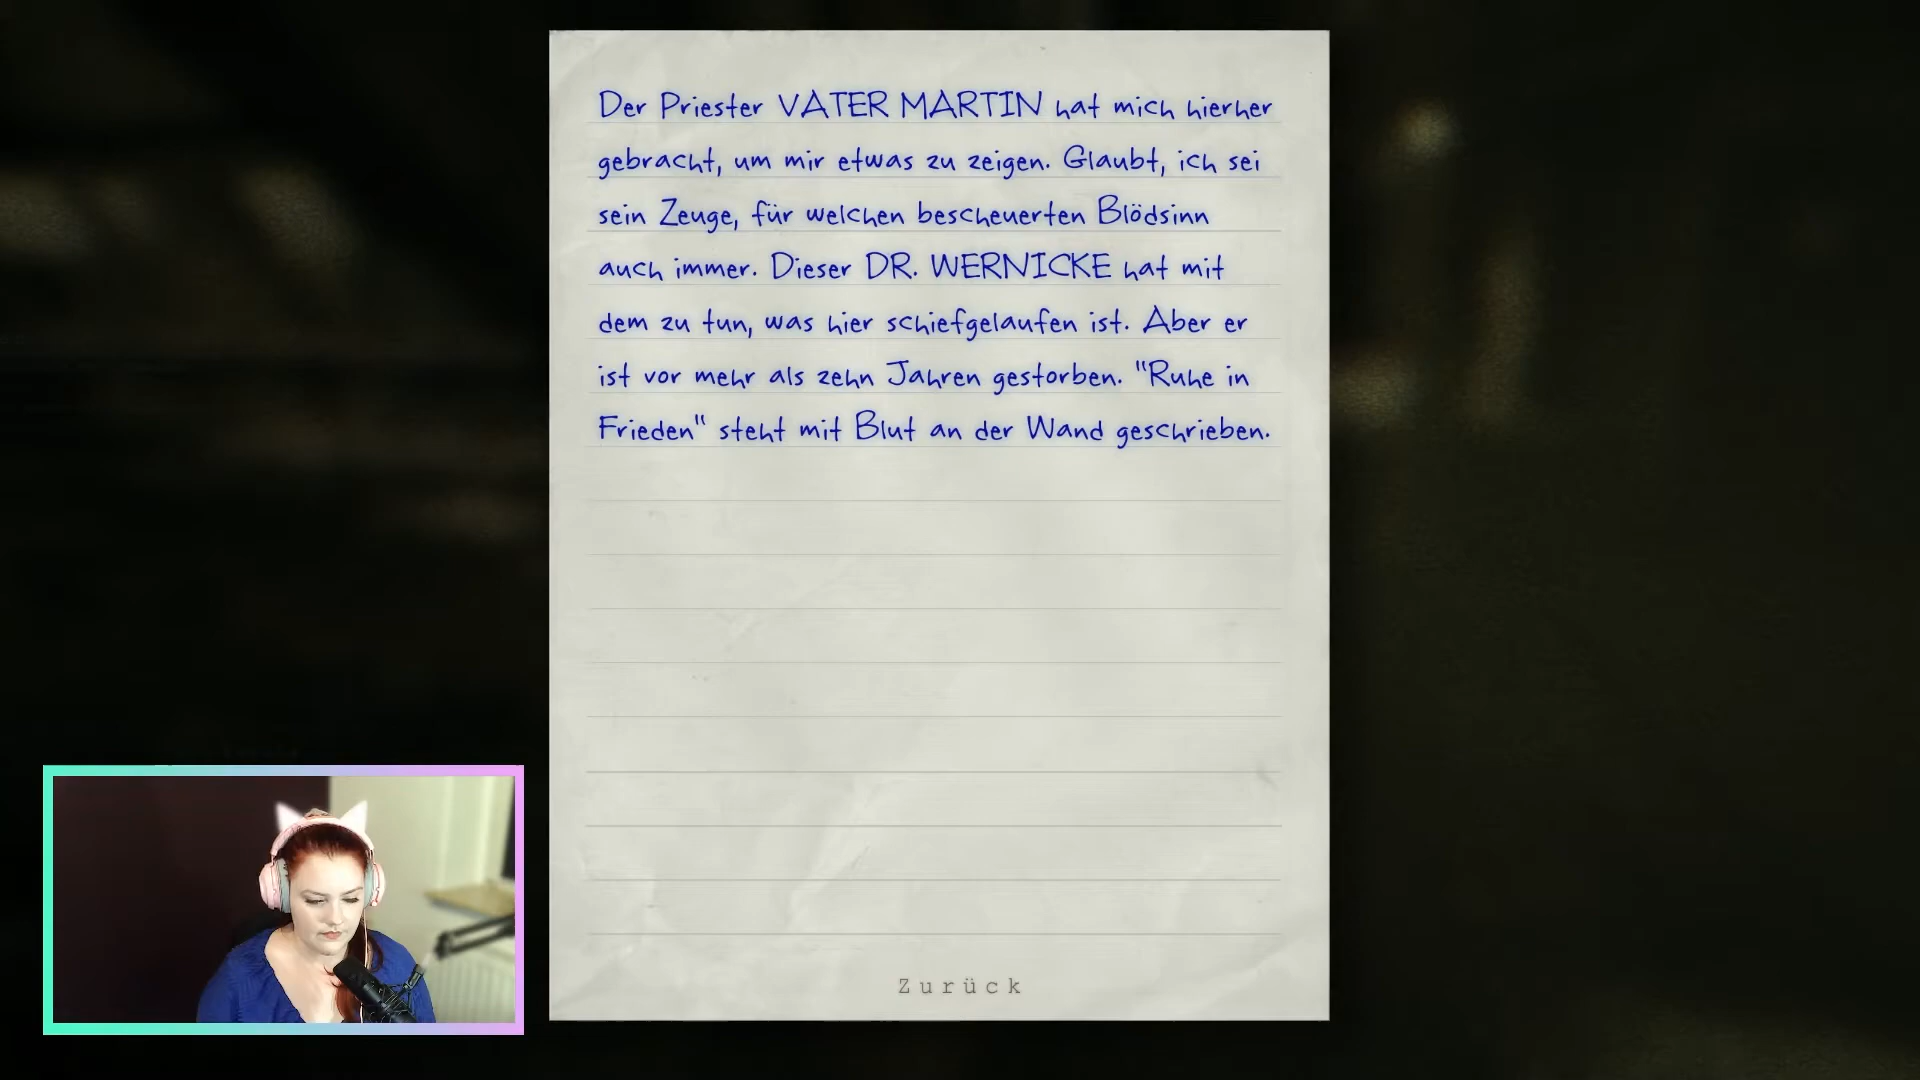 Der Priester VATER MARTIN hat mich hierher
gebracht, um mir etwas zu zeigen. Glaubt, ich sei
sein Zeuge, für welchen bescheuerten Blödsinn
auch immer. Dieser DR. WERNICKE hat mit
dem zu tun, was hier schiefgelaufen ist. Aber er
ist vor mehr als zehn Jahren gestorben. "Ruhe in
Frieden" steht mit Blut an der Wand geschrieben.
Zurück